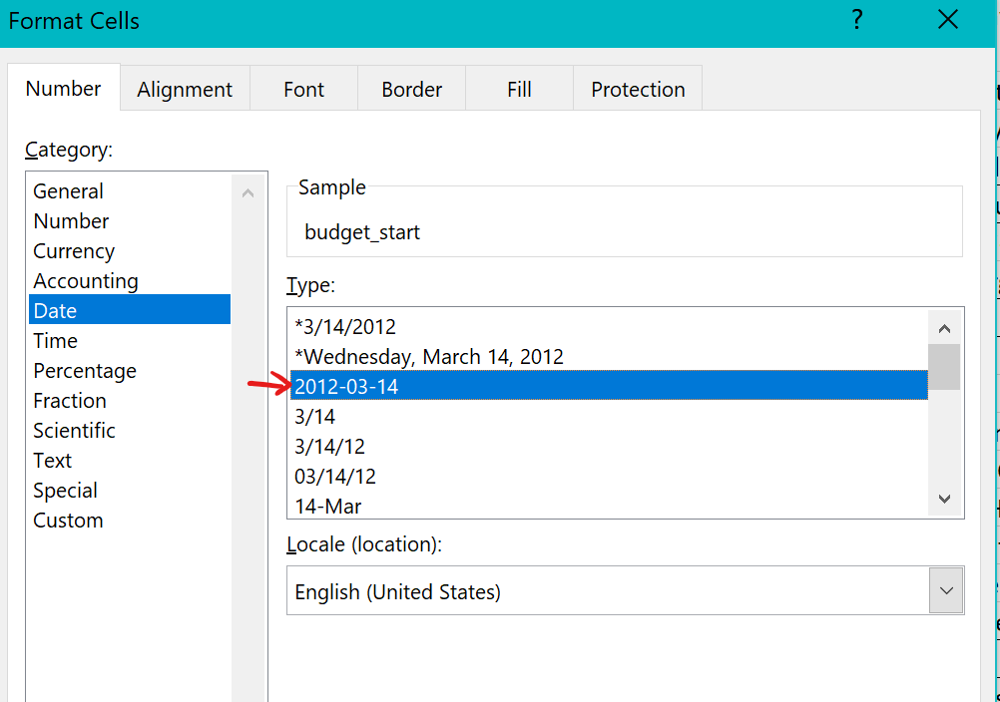 Format Cells
?
Number Alignment Font Border Fill Protection
Category:
General
Number
Currency
Accounting
Date
Time
Percentage
Fraction
Scientific
Text
Special
Custom
Sample
budget_start
Type:
*3/14/2012
*Wednesday, March 14, 2012
2012-03-14
3/14
3/14/12
03/14/12
14-Mar
Locale (location):
English (United States)